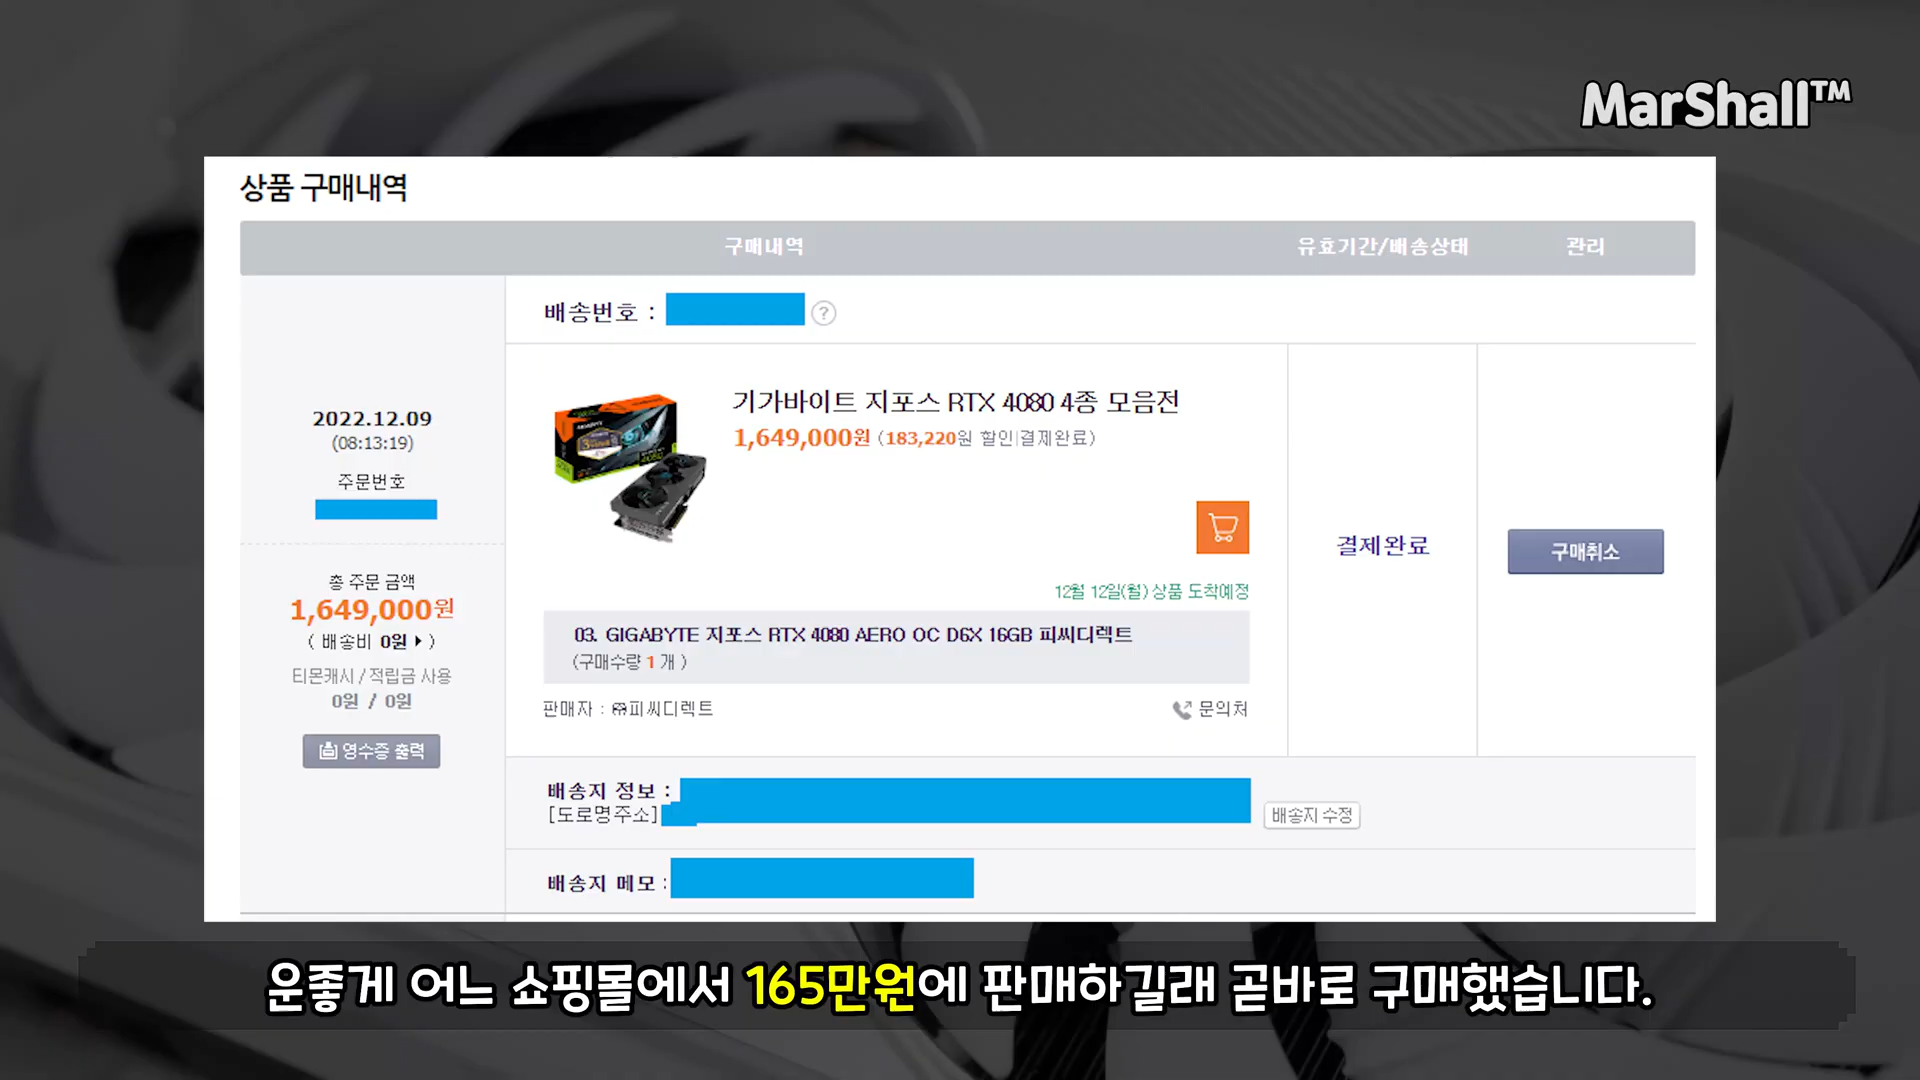 MarShall™
상품 구매내역
구매내역 유효기간/배송상태 관리
배송번호 : ?
2022.12.09
(08:13:19)
주문번호
총 주문 금액
1,649,000원
( 배송비 0원 )
티몬캐시 / 적립금 사용
0원 / 0원
영수증 출력
기가바이트 지포스 RTX 4080 4종 모음전
1,649,000원 (183,220원 할인|결제완료)
12월 12일(월) 상품 도착예정
03. GIGABYTE 지포스 RTX 4080 AERO OC D6X 16GB 피씨디렉트
(구매수량 1 개 )
판매자 : ㈜피씨디렉트 문의처
결제완료
구매취소
배송지 정보 :
[도로명주소]
배송지 수정
배송지 메모 :
운좋게 어느 쇼핑몰에서 165만원에 판매하길래 곧바로 구매했습니다.